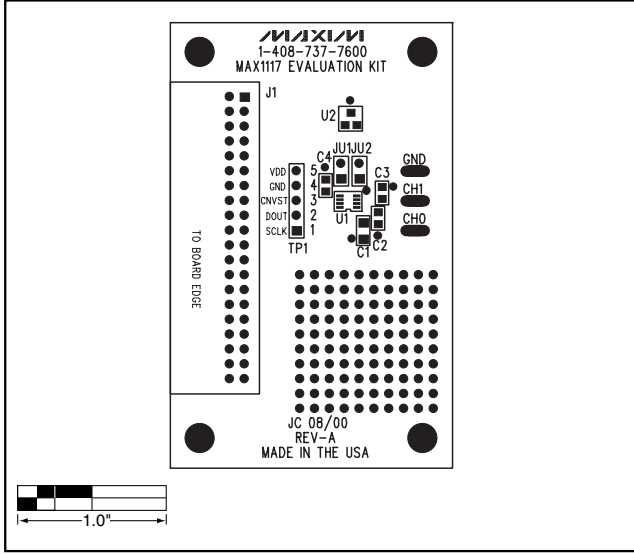 MAXIM
1-408-737-7600
MAX1117 EVALUATION KIT
J1
U2
JU1 JU2
C4
GND
C3
VDD 5
GND 4
CNVST 3
DOUT 2
SCLK 1
TP1
U1
CH1
CH0
C2
C1
TO BOARD EDGE
JC 08/00
REV-A
MADE IN THE USA
1.0"